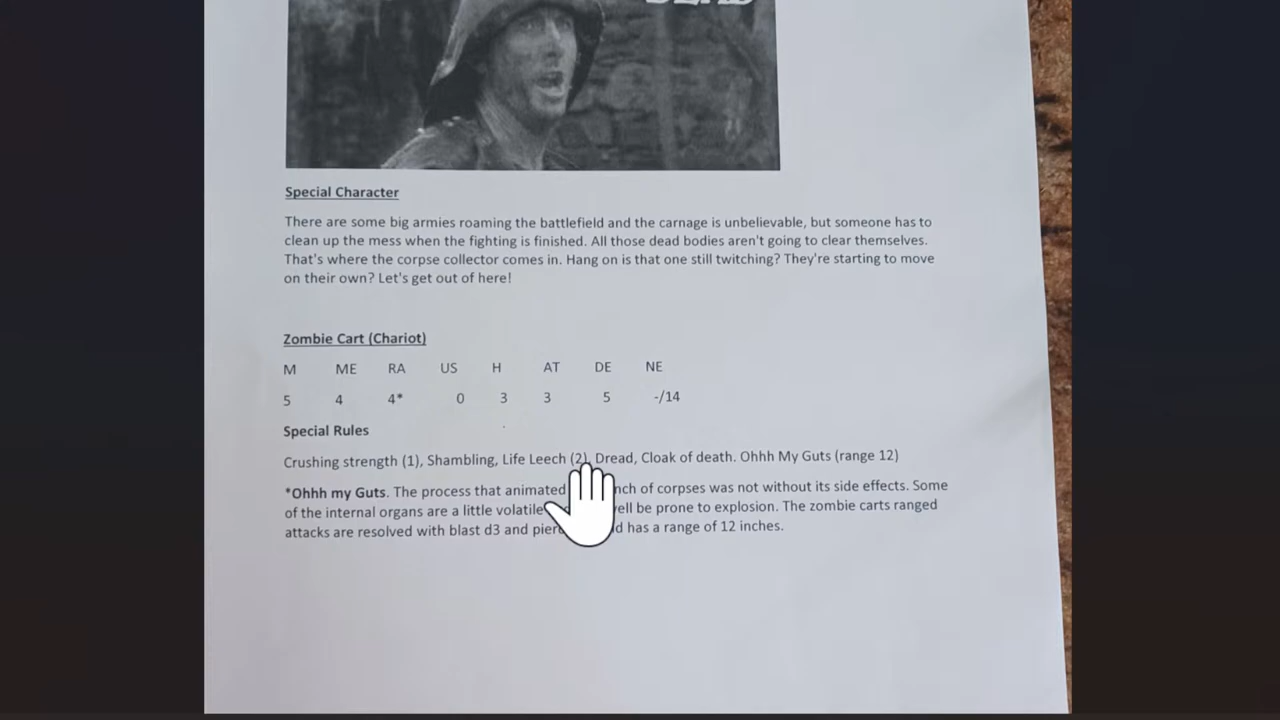 Special Character
There are some big armies roaming the battlefield and the carnage is unbelievable, but someone has to
clean up the mess when the fighting is finished. All those dead bodies aren't going to clear themselves.
That's where the corpse collector comes in. Hang on is that one still twitching? They're starting to move
on their own? Let's get out of here!
Zombie Cart (Chariot)
M ME RA US H AT DE NE
5 4 4* 0 3 3 5 -/14
Special Rules
Crushing strength (1), Shambling, Life Leech (2), Dread, Cloak of death. Ohhh My Guts (range 12)
*Ohhh my Guts. The process that animated of corpses was not without its side effects. Some
of the internal organs are a little volatile be prone to explosion. The zombie carts ranged
attacks are resolved with blast d3 and has a range of 12 inches.